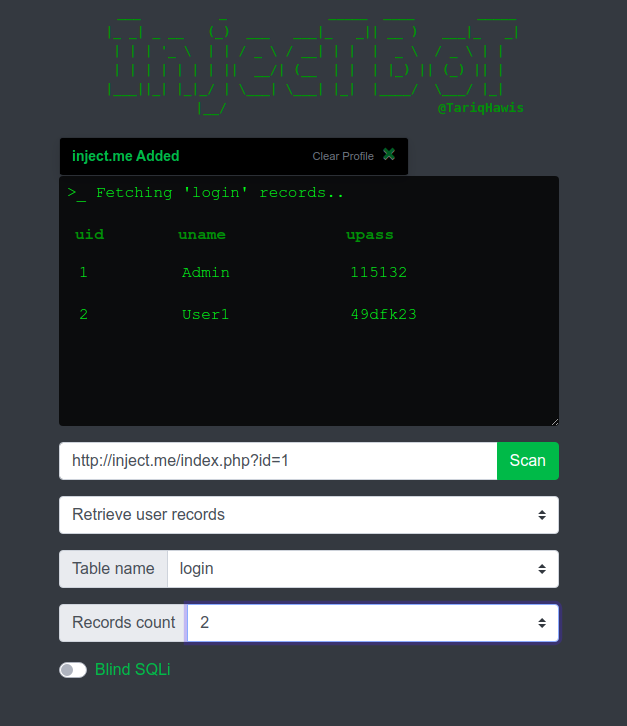 InjectBot
@TariqHawis
inject.me Added Clear Profile
>_ Fetching 'login' records..
uid uname upass
1 Admin 115132
2 User1 49dfk23
http://inject.me/index.php?id=1 Scan
Retrieve user records
Table name login
Records count 2
Blind SQLi